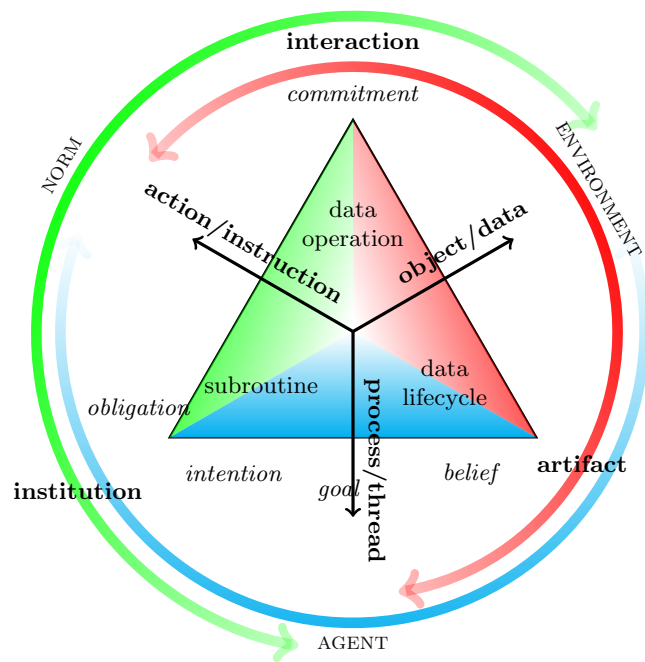 interaction
commitment
NORM
ENVIRONMENT
action/instruction
object/data
data
operation
data
lifecycle
subroutine
obligation
process/thread
intention
goal
belief
artifact
institution
AGENT